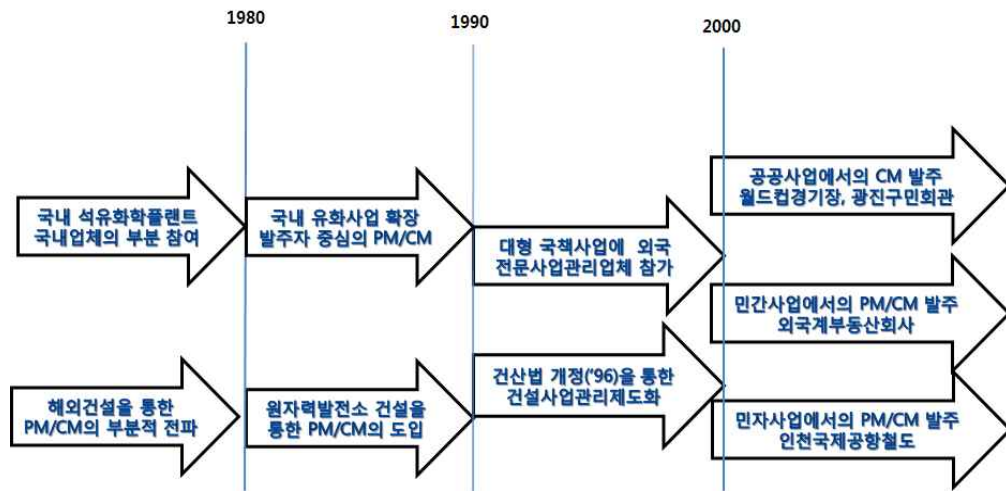 1980
1990
2000
국내 석유화학플랜트
국내업체의 부분 참여
국내 유화사업 확장
발주자 중심의 PM/CM
대형 국책사업에 외국
전문사업관리업체 참가
공공사업에서의 CM 발주
월드컵경기장, 광진구민회관
민간사업에서의 PM/CM 발주
외국계부동산회사
해외건설을 통한
PM/CM의 부분적 전파
원자력발전소 건설을
통한 PM/CM의 도입
건산법 개정('96)을 통한
건설사업관리제도화
민자사업에서의 PM/CM 발주
인천국제공항철도